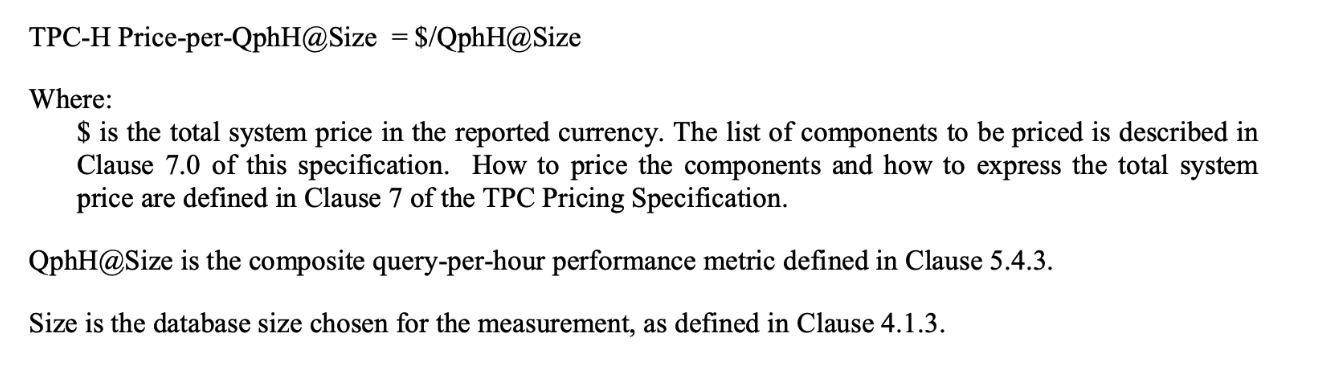 TPC-H Price-per-QphH@Size = $/QphH@Size
Where:
$ is the total system price in the reported currency. The list of components to be priced is described in
Clause 7.0 of this specification. How to price the components and how to express the total system
price are defined in Clause 7 of the TPC Pricing Specification.
QphH@Size is the composite query-per-hour performance metric defined in Clause 5.4.3.
Size is the database size chosen for the measurement, as defined in Clause 4.1.3.